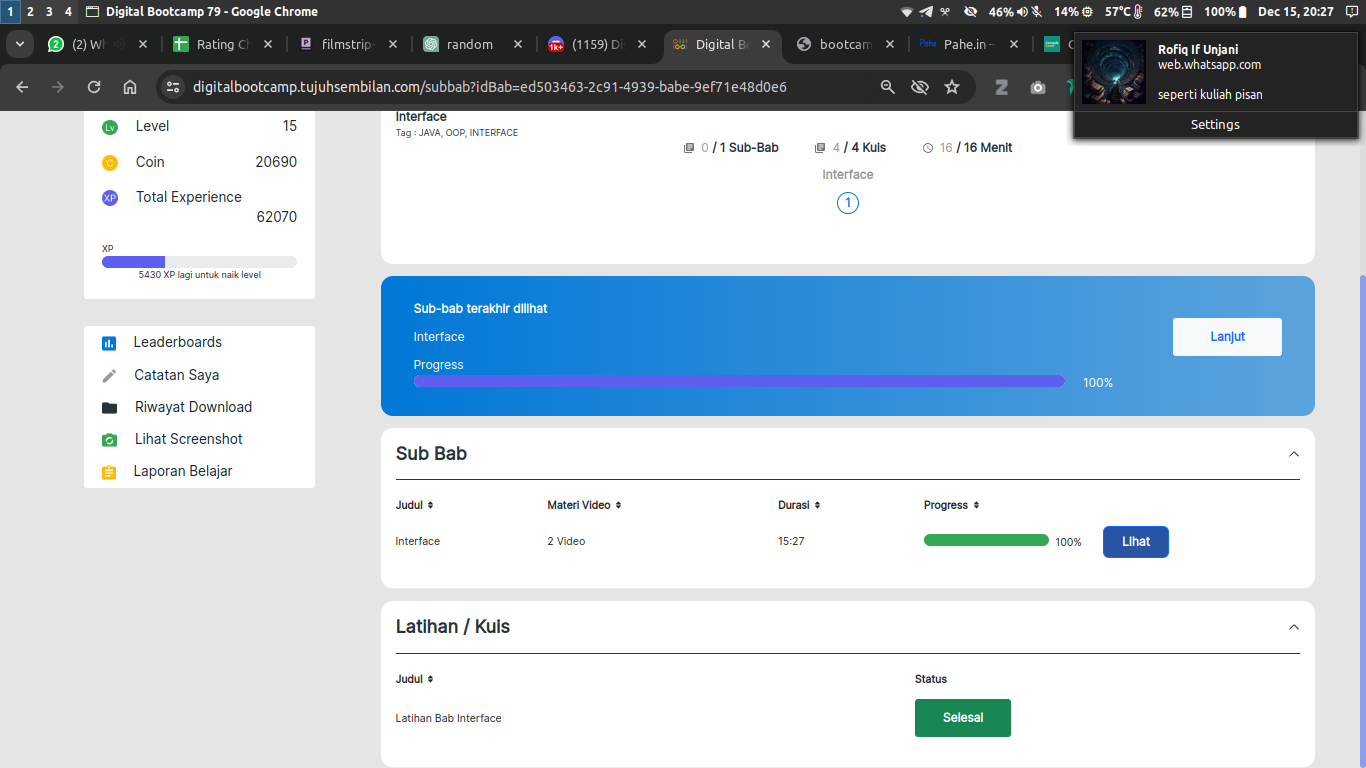 1 2 3 4 Digital Bootcamp 79 - Google Chrome 46% 14% 57°C 62% 100% Dec 15, 20:27
(2) Wh Rating Ch filmstrip- random (1159) Di Digital Bo bootcam Pahe.in –
digitalbootcamp.tujuhsembilan.com/subbab?idBab=ed503463-2c91-4939-babe-9ef71e48d0e6
Rofiq If Unjani
web.whatsapp.com
seperti kuliah pisan
Settings
Lv Level 15
C Coin 20690
XP Total Experience
62070
XP
5430 XP lagi untuk naik level
Leaderboards
Catatan Saya
Riwayat Download
Lihat Screenshot
Laporan Belajar
Interface
Tag : JAVA, OOP, INTERFACE
0 / 1 Sub-Bab 4 / 4 Kuis 16 / 16 Menit
Interface
1
Sub-bab terakhir dilihat
Interface
Lanjut
Progress
100%
Sub Bab
Judul Materi Video Durasi Progress
Interface 2 Video 15:27 100% Lihat
Latihan / Kuis
Judul Status
Latihan Bab Interface Selesai